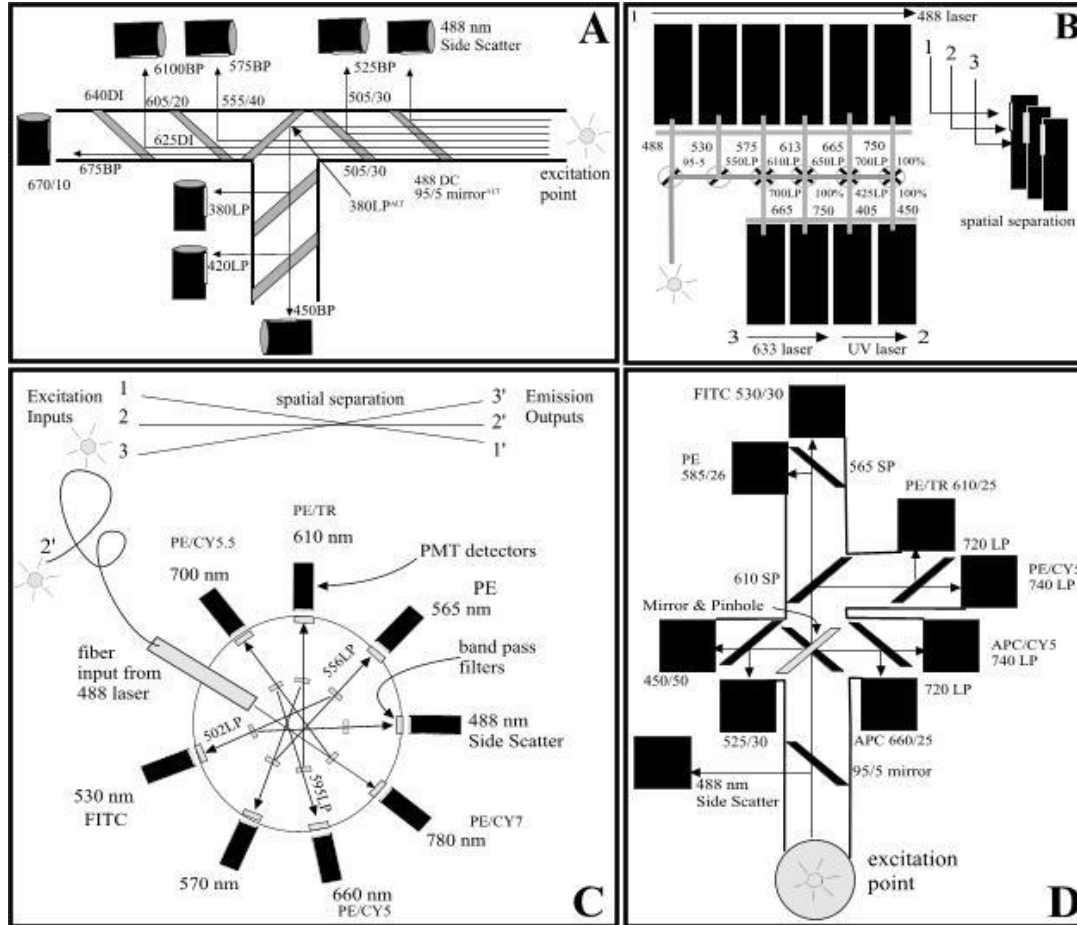 A
488 nm
Side Scatter
6100BP
575BP
525BP
640DI
605/20
555/40
505/30
625DI
675BP
670/10
505/30
488 DC
95/5 mirror^ALT
excitation
point
380LP
380LP^ALT
420LP
450BP
B
1
488 laser
1
2
3
488
530
575
613
665
750
95-5
550LP
610LP
650LP
700LP
100%
700LP
100%
425LP
100%
665
750
405
450
spatial separation
3
633 laser
UV laser
2
Excitation
Inputs
1
2
3
spatial separation
3'
2'
1'
Emission
Outputs
2'
PE/TR
610 nm
PE/CY5.5
700 nm
PMT detectors
PE
565 nm
fiber
input from
488 laser
556LP
band pass
filters
502LP
488 nm
Side Scatter
595LP
530 nm
FITC
PE/CY7
780 nm
570 nm
660 nm
PE/CY5
C
FITC 530/30
PE
585/26
565 SP
PE/TR 610/25
720 LP
610 SP
PE/CY5
740 LP
Mirror & Pinhole
450/50
APC/CY5
740 LP
720 LP
525/30
APC 660/25
95/5 mirror
488 nm
Side Scatter
excitation
point
D